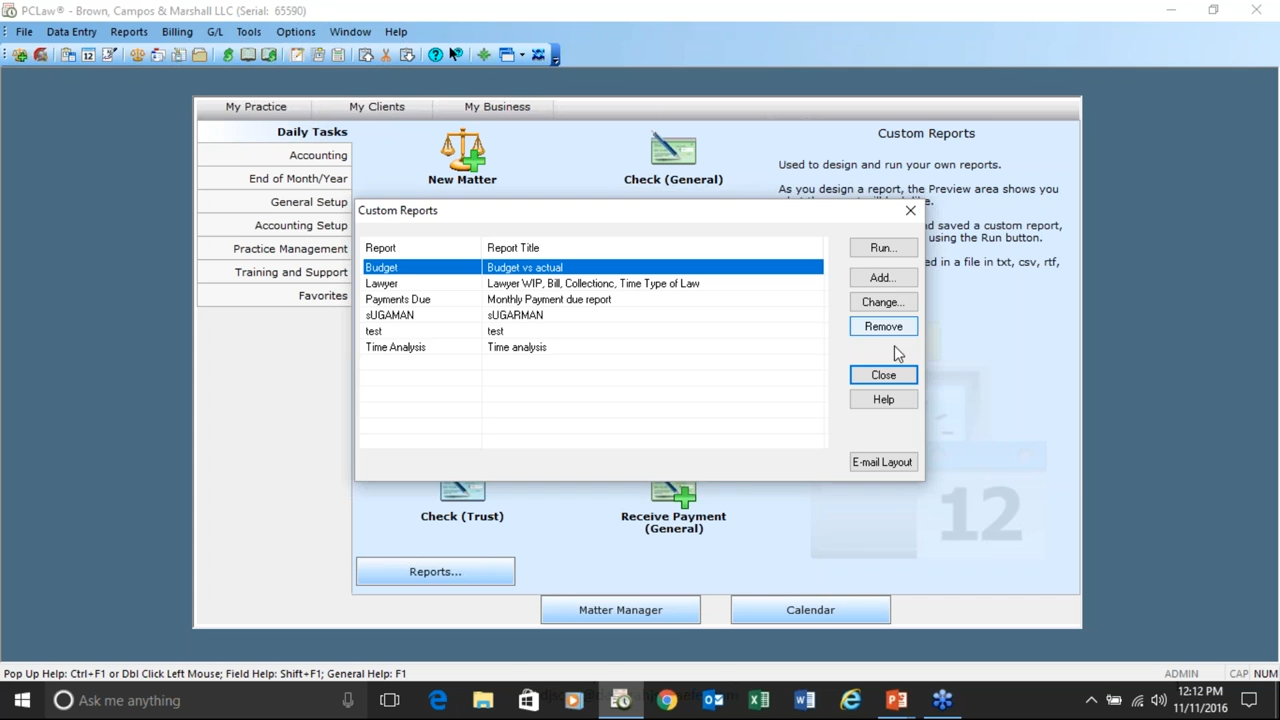 PCLaw® - Brown, Campos & Marshall LLC (Serial: 65590)
File Data Entry Reports Billing G/L Tools Options Window Help
12
My Practice My Clients My Business
Daily Tasks
Accounting
End of Month/Year
General Setup
Accounting Setup
Practice Management
Training and Support
Favorites
New Matter
Check (General)
Custom Reports
Used to design and run your own reports.
As you design a report, the Preview area shows you
d saved a custom report,
using the Run button.
ed in a file in txt, csv, rtf,
Custom Reports
Report Report Title
Budget Budget vs actual
Lawyer Lawyer WIP, Bill, Collectionc, Time Type of Law
Payments Due Monthly Payment due report
sUGAMAN sUGARMAN
test test
Time Analysis Time analysis
Run...
Add...
Change...
Remove
Close
Help
E-mail Layout
12
Check (Trust)
Receive Payment
(General)
Reports...
Matter Manager Calendar
Pop Up Help: Ctrl+F1 or Dbl Click Left Mouse; Field Help: Shift+F1; General Help: F1 ADMIN CAP NUM
Ask me anything
12:12 PM
11/11/2016